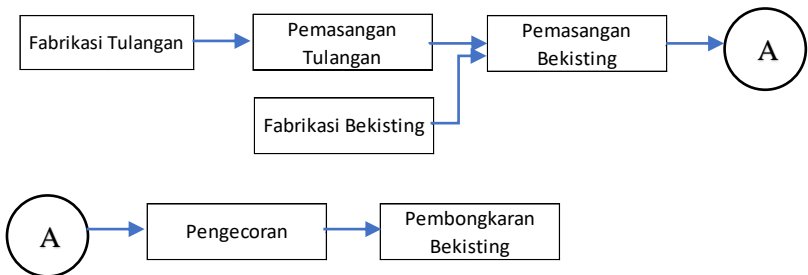 Fabrikasi Tulangan
Pemasangan
Tulangan
Pemasangan
Bekisting
A
Fabrikasi Bekisting
A
Pengecoran
Pembongkaran
Bekisting